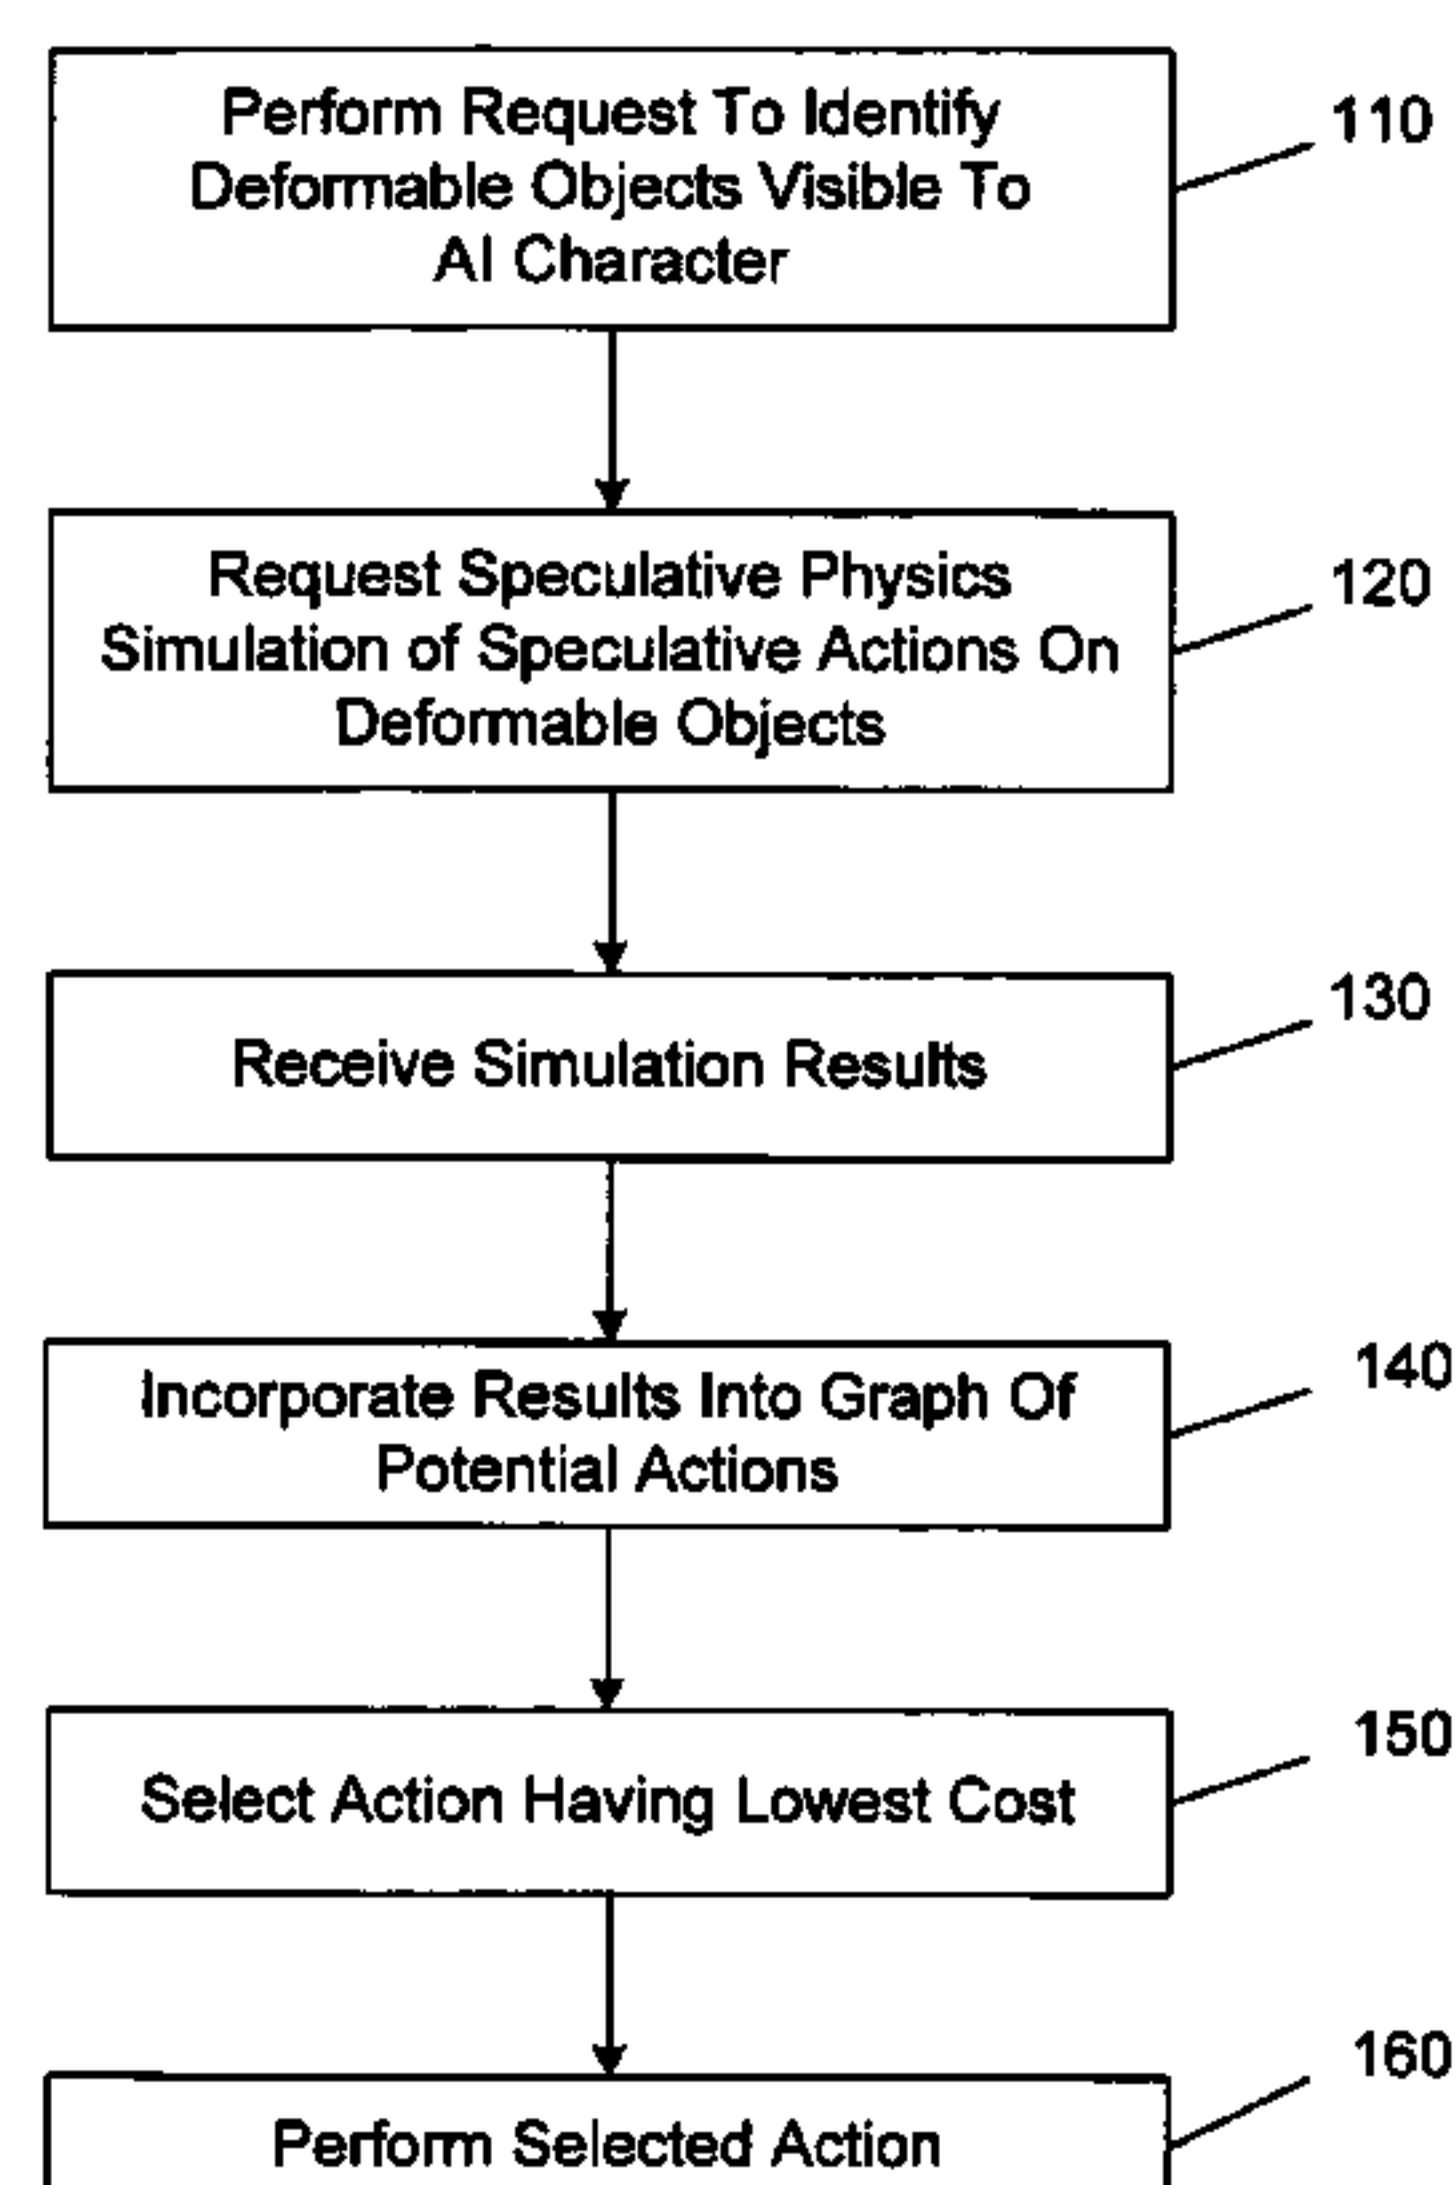 Perform Request To Identify
Deformable Objects Visible To
AI Character
110
Request Speculative Physics
Simulation of Speculative Actions On
Deformable Objects
120
Receive Simulation Results
130
Incorporate Results Into Graph Of
Potential Actions
140
Select Action Having Lowest Cost
150
Perform Selected Action
160